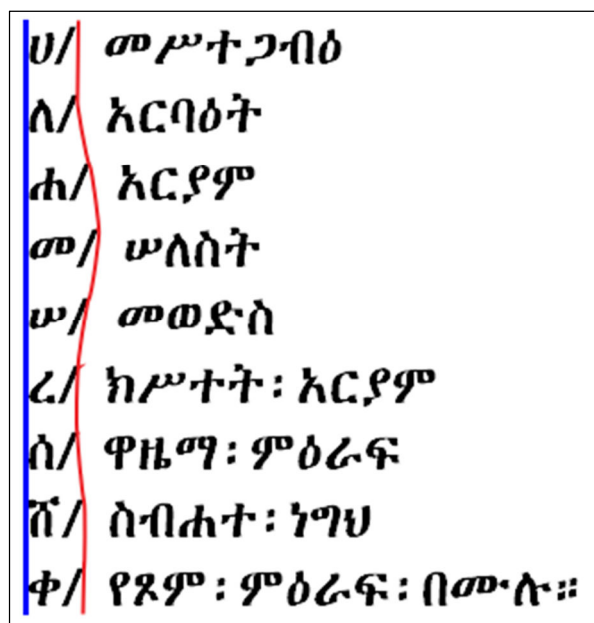 ሀ/ መሥተጋብዕ
ለ/ አርባዕት
ሐ/ አርያም
መ/ ሠለስት
ሠ/ መወድስ
ረ/ ክሥተት፡አርያም
ሰ/ ዋዜማ፡ምዕራፍ
ሸ/ ስብሐተ፡ነግህ
ቀ/ የጾም፡ምዕራፍ፡በሙሉ።